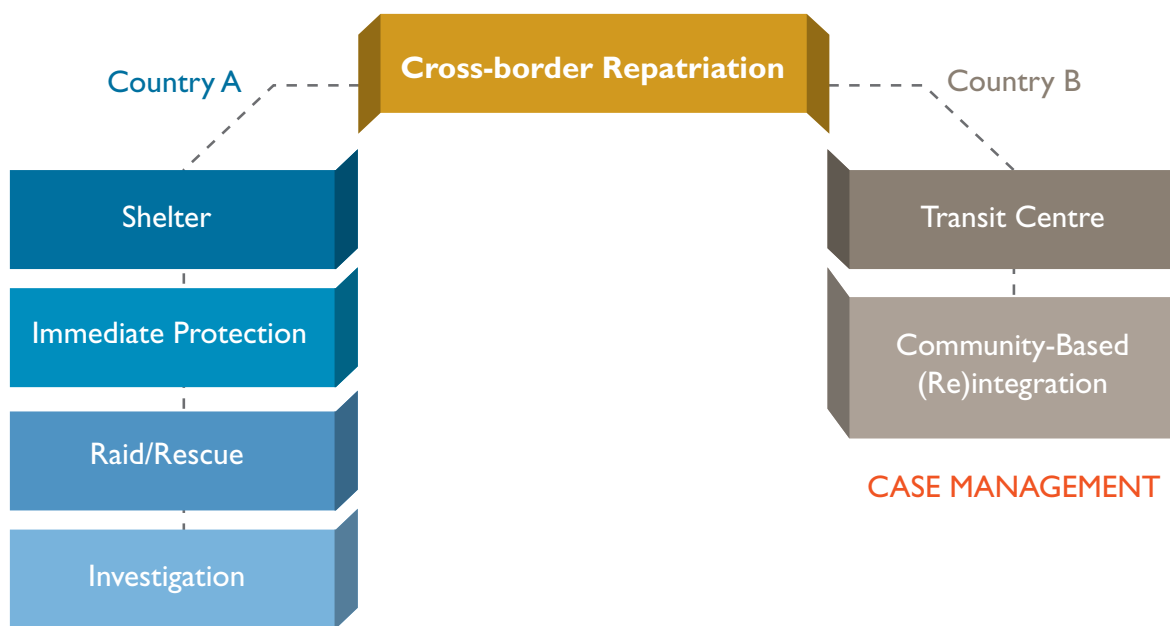 Cross-border Repatriation
Country A
Country B
Shelter
Transit Centre
Immediate Protection
Community-Based
(Re)integration
Raid/Rescue
CASE MANAGEMENT
Investigation